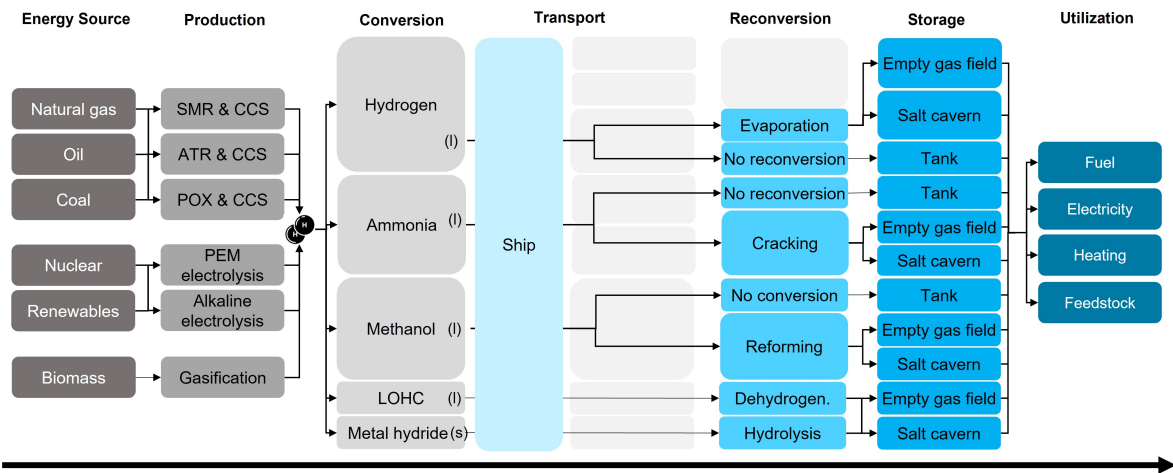 Energy Source
Production
Conversion
Transport
Reconversion
Storage
Utilization
Natural gas
Oil
Coal
Nuclear
Renewables
Biomass
SMR & CCS
ATR & CCS
POX & CCS
PEM
electrolysis
Alkaline
electrolysis
Gasification
H
H
Hydrogen
(l)
Ammonia
(l)
Methanol
(l)
LOHC
(l)
Metal hydride
(s)
Ship
Evaporation
No reconversion
No reconversion
Cracking
No conversion
Reforming
Dehydrogen.
Hydrolysis
Empty gas field
Salt cavern
Tank
Tank
Empty gas field
Salt cavern
Tank
Empty gas field
Salt cavern
Empty gas field
Salt cavern
Fuel
Electricity
Heating
Feedstock